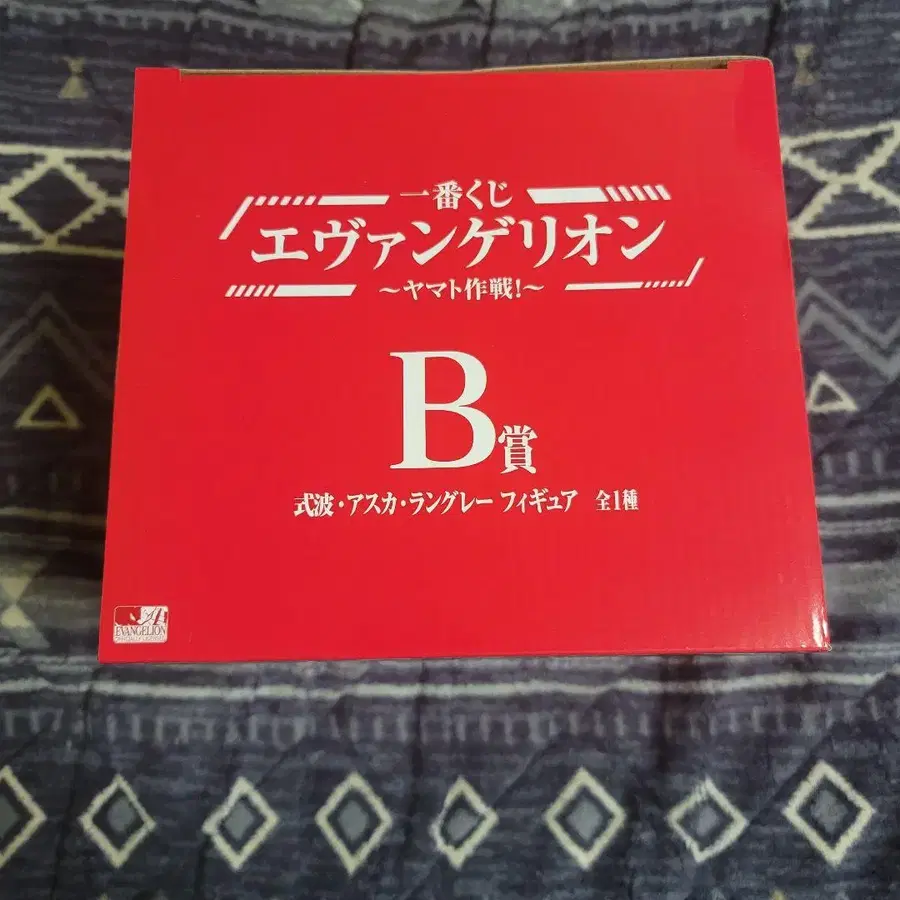 一番くじ
エヴァンゲリオン
〜ヤマト作戦!〜
B賞
式波・アスカ・ラングレー フィギュア 全1種
EVANGELION